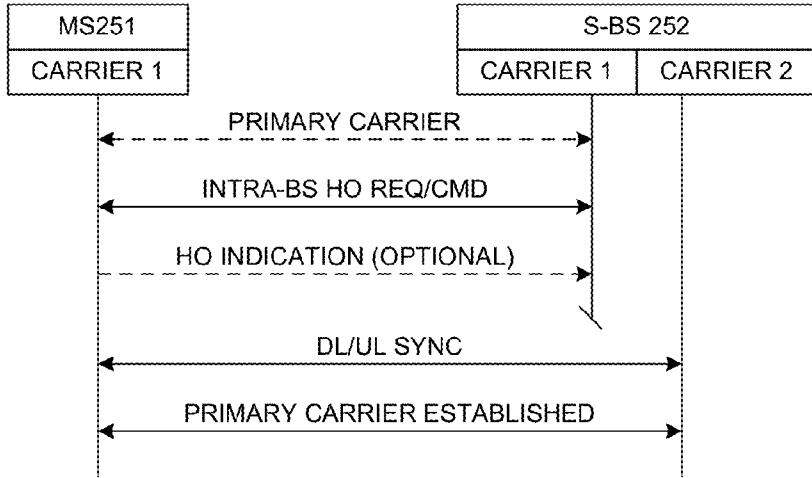 MS251
S-BS 252
CARRIER 1
CARRIER 1
CARRIER 2
PRIMARY CARRIER
INTRA-BS HO REQ/CMD
HO INDICATION (OPTIONAL)
DL/UL SYNC
PRIMARY CARRIER ESTABLISHED